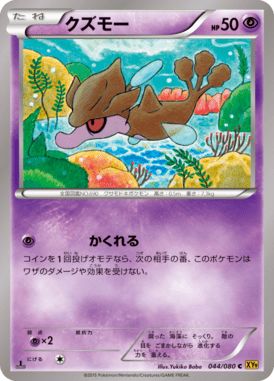 たね クズモー HP50
全国図鑑NO.690 クサモドキポケモン 高さ:0.5m 重さ:7.3kg
かくれる
コインを1回投げオモテなら、次の相手の番、このポケモンは
ワザのダメージや効果を受けない。
弱点 ×2 抵抗力
腐った 海藻に そっくり。 敵の
目を ごまかしながら 進化する
力を
にげる
Illus.Yukiko Baba 044/080 C XY9
1 ©2015 Pokémon/Nintendo/Creatures/GAME FREAK.